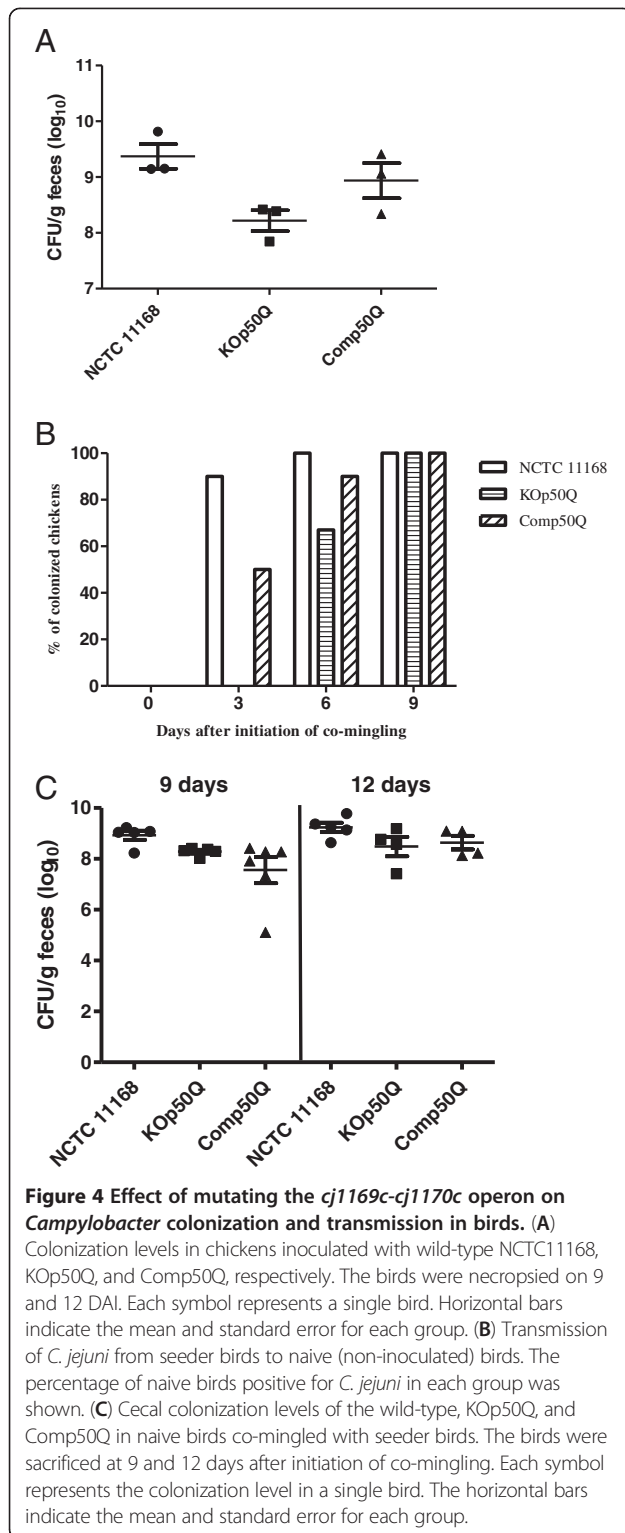 A
CFU/g feces (log10)
11
10
9
8
7
NCTC 11168
KOp50Q
Comp50Q
B
% of colonized chickens
100
80
60
40
20
0
0
3
6
9
Days after initiation of co-mingling
NCTC 11168
KOp50Q
Comp50Q
C
9 days
12 days
CFU/g feces (log10)
10
8
6
4
2
0
NCTC 11168
KOp50Q
Comp50Q
NCTC 11168
KOp50Q
Comp50Q
Figure 4 Effect of mutating the cj1169c-cj1170c operon on
Campylobacter colonization and transmission in birds. (A)
Colonization levels in chickens inoculated with wild-type NCTC11168,
KOp50Q, and Comp50Q, respectively. The birds were necropsied on 9
and 12 DAI. Each symbol represents a single bird. Horizontal bars
indicate the mean and standard error for each group. (B) Transmission
of C. jejuni from seeder birds to naive (non-inoculated) birds. The
percentage of naive birds positive for C. jejuni in each group was
shown. (C) Cecal colonization levels of the wild-type, KOp50Q, and
Comp50Q in naive birds co-mingled with seeder birds. The birds were
sacrificed at 9 and 12 days after initiation of co-mingling. Each symbol
represents the colonization level in a single bird. The horizontal bars
indicate the mean and standard error for each group.